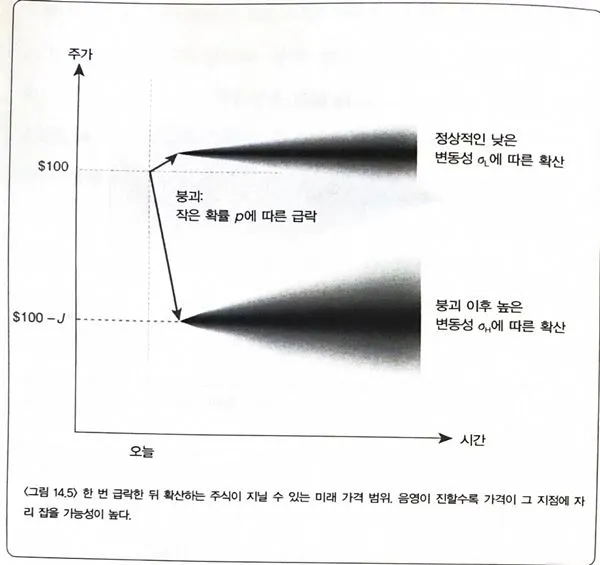 주가
$100
정상적인 낮은
변동성 σL에 따른 확산
붕괴:
작은 확률 p에 따른 급락
$100 – J
붕괴 이후 높은
변동성 σH에 따른 확산
시간
오늘
〈그림 14.5〉 한 번 급락한 뒤 확산하는 주식이 지닐 수 있는 미래 가격 범위. 음영이 진할수록 가격이 그 지점에 자
리 잡을 가능성이 높다.